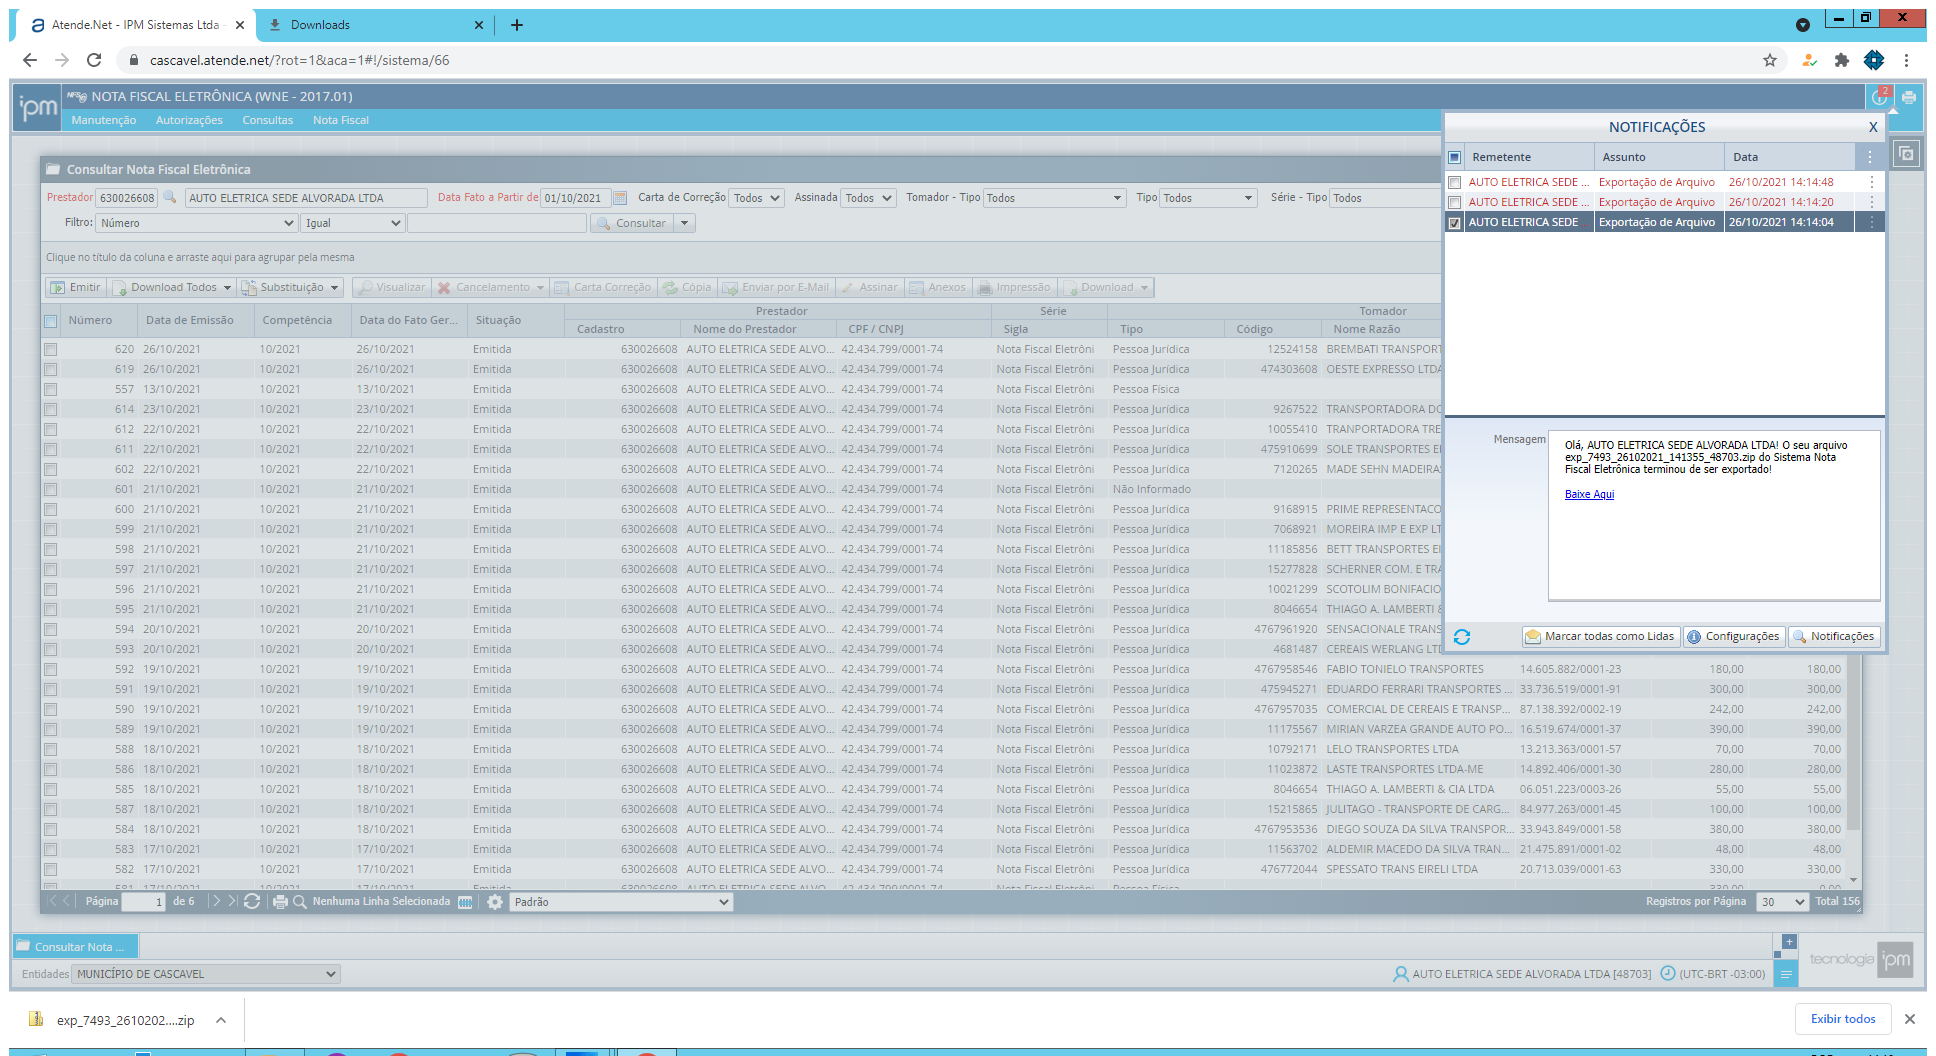 Atende.Net - IPM Sistemas Ltda
Downloads
cascavel.atende.net/?rot=1&aca=1#!/sistema/66
ipm
NOTA FISCAL ELETRÔNICA (WNE - 2017.01)
2
Manutenção Autorizações Consultas Nota Fiscal
Consultar Nota Fiscal Eletrônica
Prestador 630026608 AUTO ELETRICA SEDE ALVORADA LTDA Data Fato a Partir de 01/10/2021 Carta de Correção Todos Assinada Todos Tomador - Tipo Todos Tipo Todos Série - Tipo Todos
Filtro: Número Igual Consultar
Clique no título da coluna e arraste aqui para agrupar pela mesma
Emitir Download Todos Substituição Visualizar Cancelamento Carta Correção Cópia Enviar por E-Mail Assinar Anexos Impressão Download
Prestador Série Tomador
Número Data de Emissão Competência Data do Fato Ger... Situação Cadastro Nome do Prestador CPF / CNPJ Sigla Tipo Código Nome Razão
620 26/10/2021 10/2021 26/10/2021 Emitida 630026608 AUTO ELETRICA SEDE ALVO... 42.434.799/0001-74 Nota Fiscal Eletrôni Pessoa Jurídica 12524158 BREMBATI TRANSPORT
619 26/10/2021 10/2021 26/10/2021 Emitida 630026608 AUTO ELETRICA SEDE ALVO... 42.434.799/0001-74 Nota Fiscal Eletrôni Pessoa Jurídica 474303608 OESTE EXPRESSO LTDA
557 13/10/2021 10/2021 13/10/2021 Emitida 630026608 AUTO ELETRICA SEDE ALVO... 42.434.799/0001-74 Nota Fiscal Eletrôni Pessoa Física
614 23/10/2021 10/2021 23/10/2021 Emitida 630026608 AUTO ELETRICA SEDE ALVO... 42.434.799/0001-74 Nota Fiscal Eletrôni Pessoa Jurídica 9267522 TRANSPORTADORA DO
612 22/10/2021 10/2021 22/10/2021 Emitida 630026608 AUTO ELETRICA SEDE ALVO... 42.434.799/0001-74 Nota Fiscal Eletrôni Pessoa Jurídica 10055410 TRANPORTADORA TRE
611 22/10/2021 10/2021 22/10/2021 Emitida 630026608 AUTO ELETRICA SEDE ALVO... 42.434.799/0001-74 Nota Fiscal Eletrôni Pessoa Jurídica 475910699 SOLE TRANSPORTES EI
602 22/10/2021 10/2021 22/10/2021 Emitida 630026608 AUTO ELETRICA SEDE ALVO... 42.434.799/0001-74 Nota Fiscal Eletrôni Pessoa Jurídica 7120265 MADE SEHN MADEIRA
601 21/10/2021 10/2021 21/10/2021 Emitida 630026608 AUTO ELETRICA SEDE ALVO... 42.434.799/0001-74 Nota Fiscal Eletrôni Não Informado
600 21/10/2021 10/2021 21/10/2021 Emitida 630026608 AUTO ELETRICA SEDE ALVO... 42.434.799/0001-74 Nota Fiscal Eletrôni Pessoa Jurídica 9168915 PRIME REPRESENTACO
599 21/10/2021 10/2021 21/10/2021 Emitida 630026608 AUTO ELETRICA SEDE ALVO... 42.434.799/0001-74 Nota Fiscal Eletrôni Pessoa Jurídica 7068921 MOREIRA IMP E EXP LT
598 21/10/2021 10/2021 21/10/2021 Emitida 630026608 AUTO ELETRICA SEDE ALVO... 42.434.799/0001-74 Nota Fiscal Eletrôni Pessoa Jurídica 11185856 BETT TRANSPORTES EI
597 21/10/2021 10/2021 21/10/2021 Emitida 630026608 AUTO ELETRICA SEDE ALVO... 42.434.799/0001-74 Nota Fiscal Eletrôni Pessoa Jurídica 15277828 SCHERNER COM. E TRA
596 21/10/2021 10/2021 21/10/2021 Emitida 630026608 AUTO ELETRICA SEDE ALVO... 42.434.799/0001-74 Nota Fiscal Eletrôni Pessoa Jurídica 10021299 SCOTOLIM BONIFACIO
595 21/10/2021 10/2021 21/10/2021 Emitida 630026608 AUTO ELETRICA SEDE ALVO... 42.434.799/0001-74 Nota Fiscal Eletrôni Pessoa Jurídica 8046654 THIAGO A. LAMBERTI &
594 20/10/2021 10/2021 20/10/2021 Emitida 630026608 AUTO ELETRICA SEDE ALVO... 42.434.799/0001-74 Nota Fiscal Eletrôni Pessoa Jurídica 4767961920 SENSACIONALE TRANS
593 20/10/2021 10/2021 20/10/2021 Emitida 630026608 AUTO ELETRICA SEDE ALVO... 42.434.799/0001-74 Nota Fiscal Eletrôni Pessoa Jurídica 4681487 CEREAIS WERLANG LTD
592 19/10/2021 10/2021 19/10/2021 Emitida 630026608 AUTO ELETRICA SEDE ALVO... 42.434.799/0001-74 Nota Fiscal Eletrôni Pessoa Jurídica 4767958546 FABIO TONIELO TRANSPORTES 14.605.882/0001-23 180,00 180,00
591 19/10/2021 10/2021 19/10/2021 Emitida 630026608 AUTO ELETRICA SEDE ALVO... 42.434.799/0001-74 Nota Fiscal Eletrôni Pessoa Jurídica 475945271 EDUARDO FERRARI TRANSPORTES ... 33.736.519/0001-91 300,00 300,00
590 19/10/2021 10/2021 19/10/2021 Emitida 630026608 AUTO ELETRICA SEDE ALVO... 42.434.799/0001-74 Nota Fiscal Eletrôni Pessoa Jurídica 4767957035 COMERCIAL DE CEREAIS E TRANSP... 87.138.392/0002-19 242,00 242,00
589 19/10/2021 10/2021 19/10/2021 Emitida 630026608 AUTO ELETRICA SEDE ALVO... 42.434.799/0001-74 Nota Fiscal Eletrôni Pessoa Jurídica 11175567 MIRIAN VARZEA GRANDE AUTO PO... 16.519.674/0001-37 390,00 390,00
588 18/10/2021 10/2021 18/10/2021 Emitida 630026608 AUTO ELETRICA SEDE ALVO... 42.434.799/0001-74 Nota Fiscal Eletrôni Pessoa Jurídica 10792171 LELO TRANSPORTES LTDA 13.213.363/0001-57 70,00 70,00
586 18/10/2021 10/2021 18/10/2021 Emitida 630026608 AUTO ELETRICA SEDE ALVO... 42.434.799/0001-74 Nota Fiscal Eletrôni Pessoa Jurídica 11023872 LASTE TRANSPORTES LTDA-ME 14.892.406/0001-30 280,00 280,00
585 18/10/2021 10/2021 18/10/2021 Emitida 630026608 AUTO ELETRICA SEDE ALVO... 42.434.799/0001-74 Nota Fiscal Eletrôni Pessoa Jurídica 8046654 THIAGO A. LAMBERTI & CIA LTDA 06.051.223/0003-26 55,00 55,00
587 18/10/2021 10/2021 18/10/2021 Emitida 630026608 AUTO ELETRICA SEDE ALVO... 42.434.799/0001-74 Nota Fiscal Eletrôni Pessoa Jurídica 15215865 JULITAGO - TRANSPORTE DE CARG... 84.977.263/0001-45 100,00 100,00
584 18/10/2021 10/2021 18/10/2021 Emitida 630026608 AUTO ELETRICA SEDE ALVO... 42.434.799/0001-74 Nota Fiscal Eletrôni Pessoa Jurídica 4767953536 DIEGO SOUZA DA SILVA TRANSPOR... 33.943.849/0001-58 380,00 380,00
583 17/10/2021 10/2021 17/10/2021 Emitida 630026608 AUTO ELETRICA SEDE ALVO... 42.434.799/0001-74 Nota Fiscal Eletrôni Pessoa Jurídica 11563702 ALDEMIR MACEDO DA SILVA TRAN... 21.475.891/0001-02 48,00 48,00
582 17/10/2021 10/2021 17/10/2021 Emitida 630026608 AUTO ELETRICA SEDE ALVO... 42.434.799/0001-74 Nota Fiscal Eletrôni Pessoa Jurídica 476772044 SPESSATO TRANS EIRELI LTDA 20.713.039/0001-63 330,00 330,00
581 17/10/2021 10/2021 17/10/2021 Emitida 630026608 AUTO ELETRICA SEDE ALVO... 42.434.799/0001-74 Nota Fiscal Eletrôni Pessoa Física 330,00 0,00
Página 1 de 6 Nenhuma Linha Selecionada Padrão Registros por Página 30 Total 156
NOTIFICAÇÕES X
Remetente Assunto Data
AUTO ELETRICA SEDE ... Exportação de Arquivo 26/10/2021 14:14:48
AUTO ELETRICA SEDE ... Exportação de Arquivo 26/10/2021 14:14:20
AUTO ELETRICA SEDE Exportação de Arquivo 26/10/2021 14:14:04
Mensagem
Olá, AUTO ELETRICA SEDE ALVORADA LTDA! O seu arquivo
exp_7493_26102021_141355_48703.zip do Sistema Nota
Fiscal Eletrônica terminou de ser exportado!
Baixe Aqui
Marcar todas como Lidas Configurações Notificações
Consultar Nota ...
Entidades MUNICÍPIO DE CASCAVEL
AUTO ELETRICA SEDE ALVORADA LTDA [48703] (UTC-BRT -03:00)
tecnologia ipm
exp_7493_2610202....zip
Exibir todos